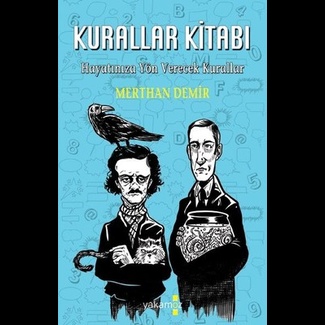 KURALLAR KİTABI
Hayatınıza Yön Verecek Kurallar
MERTHAN DEMİR
yakamoz